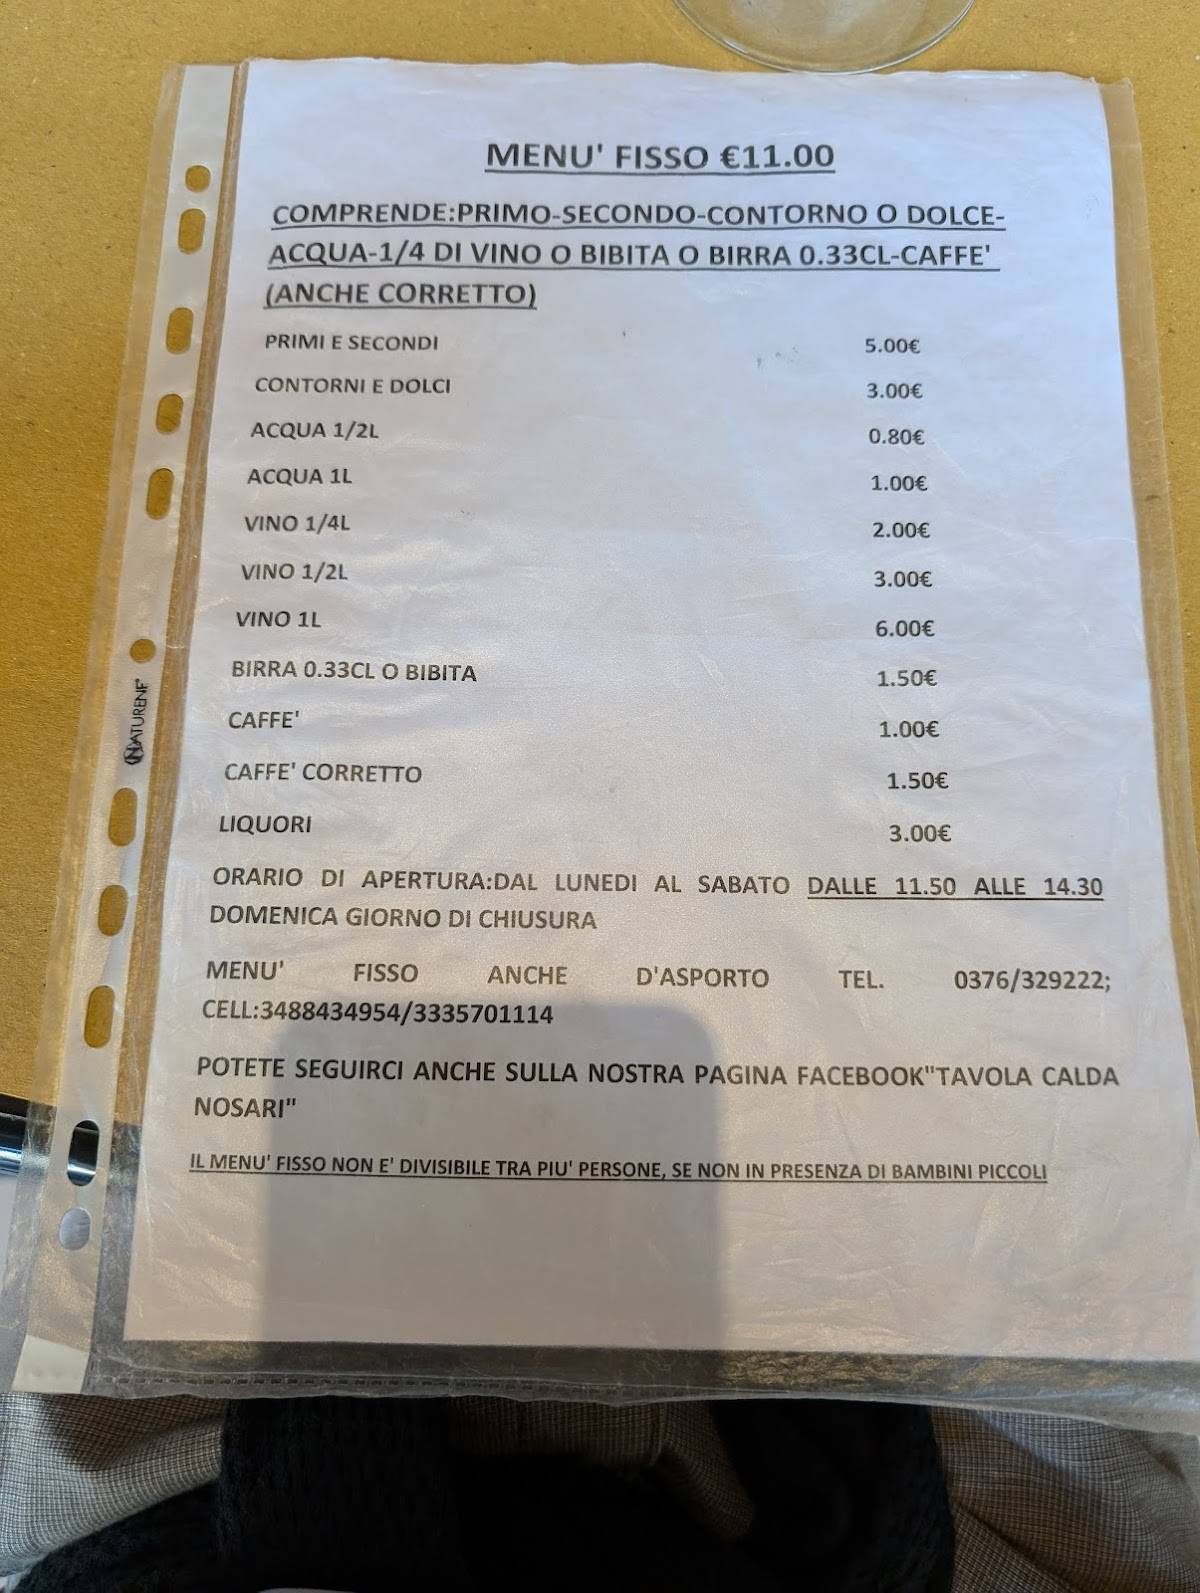 MENU' FISSO €11.00
COMPRENDE:PRIMO-SECONDO-CONTORNO O DOLCE-
ACQUA-1/4 DI VINO O BIBITA O BIRRA 0.33CL-CAFFE'
(ANCHE CORRETTO)
PRIMI E SECONDI 5.00€
CONTORNI E DOLCI 3.00€
ACQUA 1/2L 0.80€
ACQUA 1L 1.00€
VINO 1/4L 2.00€
VINO 1/2L 3.00€
VINO 1L 6.00€
BIRRA 0.33CL O BIBITA 1.50€
CAFFE' 1.00€
CAFFE' CORRETTO 1.50€
LIQUORI 3.00€
ORARIO DI APERTURA:DAL LUNEDI AL SABATO DALLE 11.50 ALLE 14.30
DOMENICA GIORNO DI CHIUSURA
MENU' FISSO ANCHE D'ASPORTO TEL. 0376/329222;
CELL:3488434954/3335701114
POTETE SEGUIRCI ANCHE SULLA NOSTRA PAGINA FACEBOOK"TAVOLA CALDA
NOSARI"
IL MENU' FISSO NON E' DIVISIBILE TRA PIU' PERSONE, SE NON IN PRESENZA DI BAMBINI PICCOLI
NATURENE